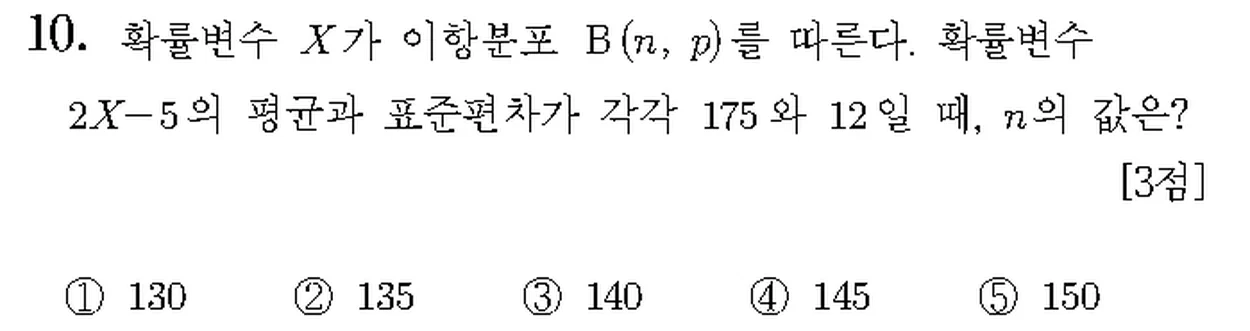 10. 확률변수 X가 이항분포 B(n, p)를 따른다. 확률변수
2X-5의 평균과 표준편차가 각각 175와 12일 때, n의 값은?
[3점]
① 130 ② 135 ③ 140 ④ 145 ⑤ 150